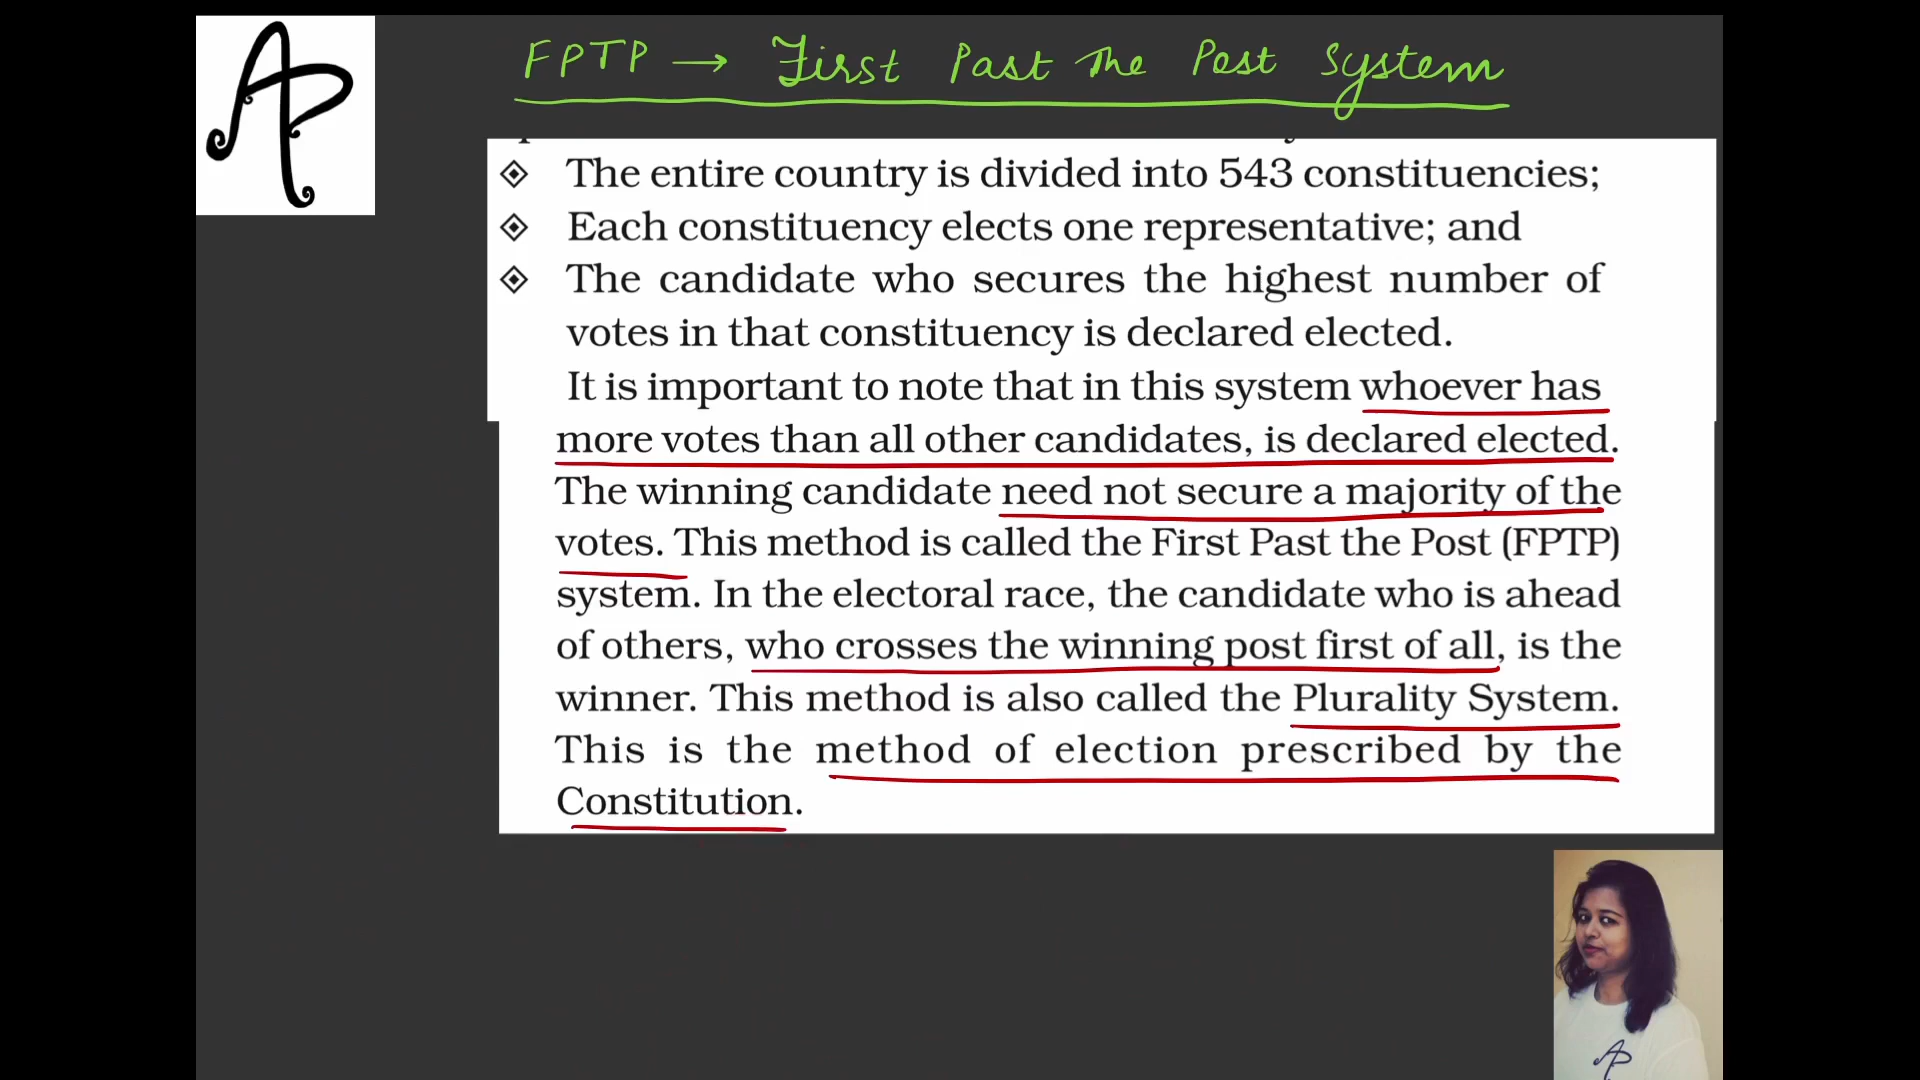 AP
FPTP → First Past The Post System
The entire country is divided into 543 constituencies;
Each constituency elects one representative; and
The candidate who secures the highest number of
votes in that constituency is declared elected.
It is important to note that in this system whoever has
more votes than all other candidates, is declared elected.
The winning candidate need not secure a majority of the
votes. This method is called the First Past the Post (FPTP)
system. In the electoral race, the candidate who is ahead
of others, who crosses the winning post first of all, is the
winner. This method is also called the Plurality System.
This is the method of election prescribed by the
Constitution.
AP